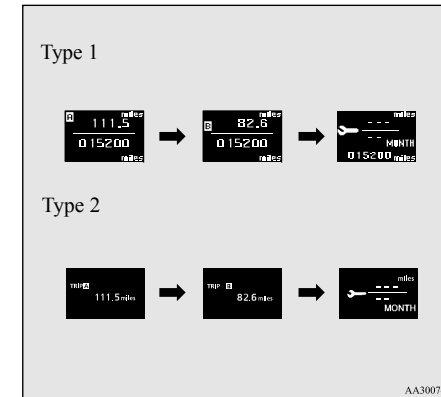 Type 1
A miles
111.5
015200
miles
B miles
82.6
015200
miles
miles
---
--
MONTH
015200 miles
Type 2
TRIP A
111.5 miles
TRIP B
82.6 miles
miles
---
--
MONTH
AA3007